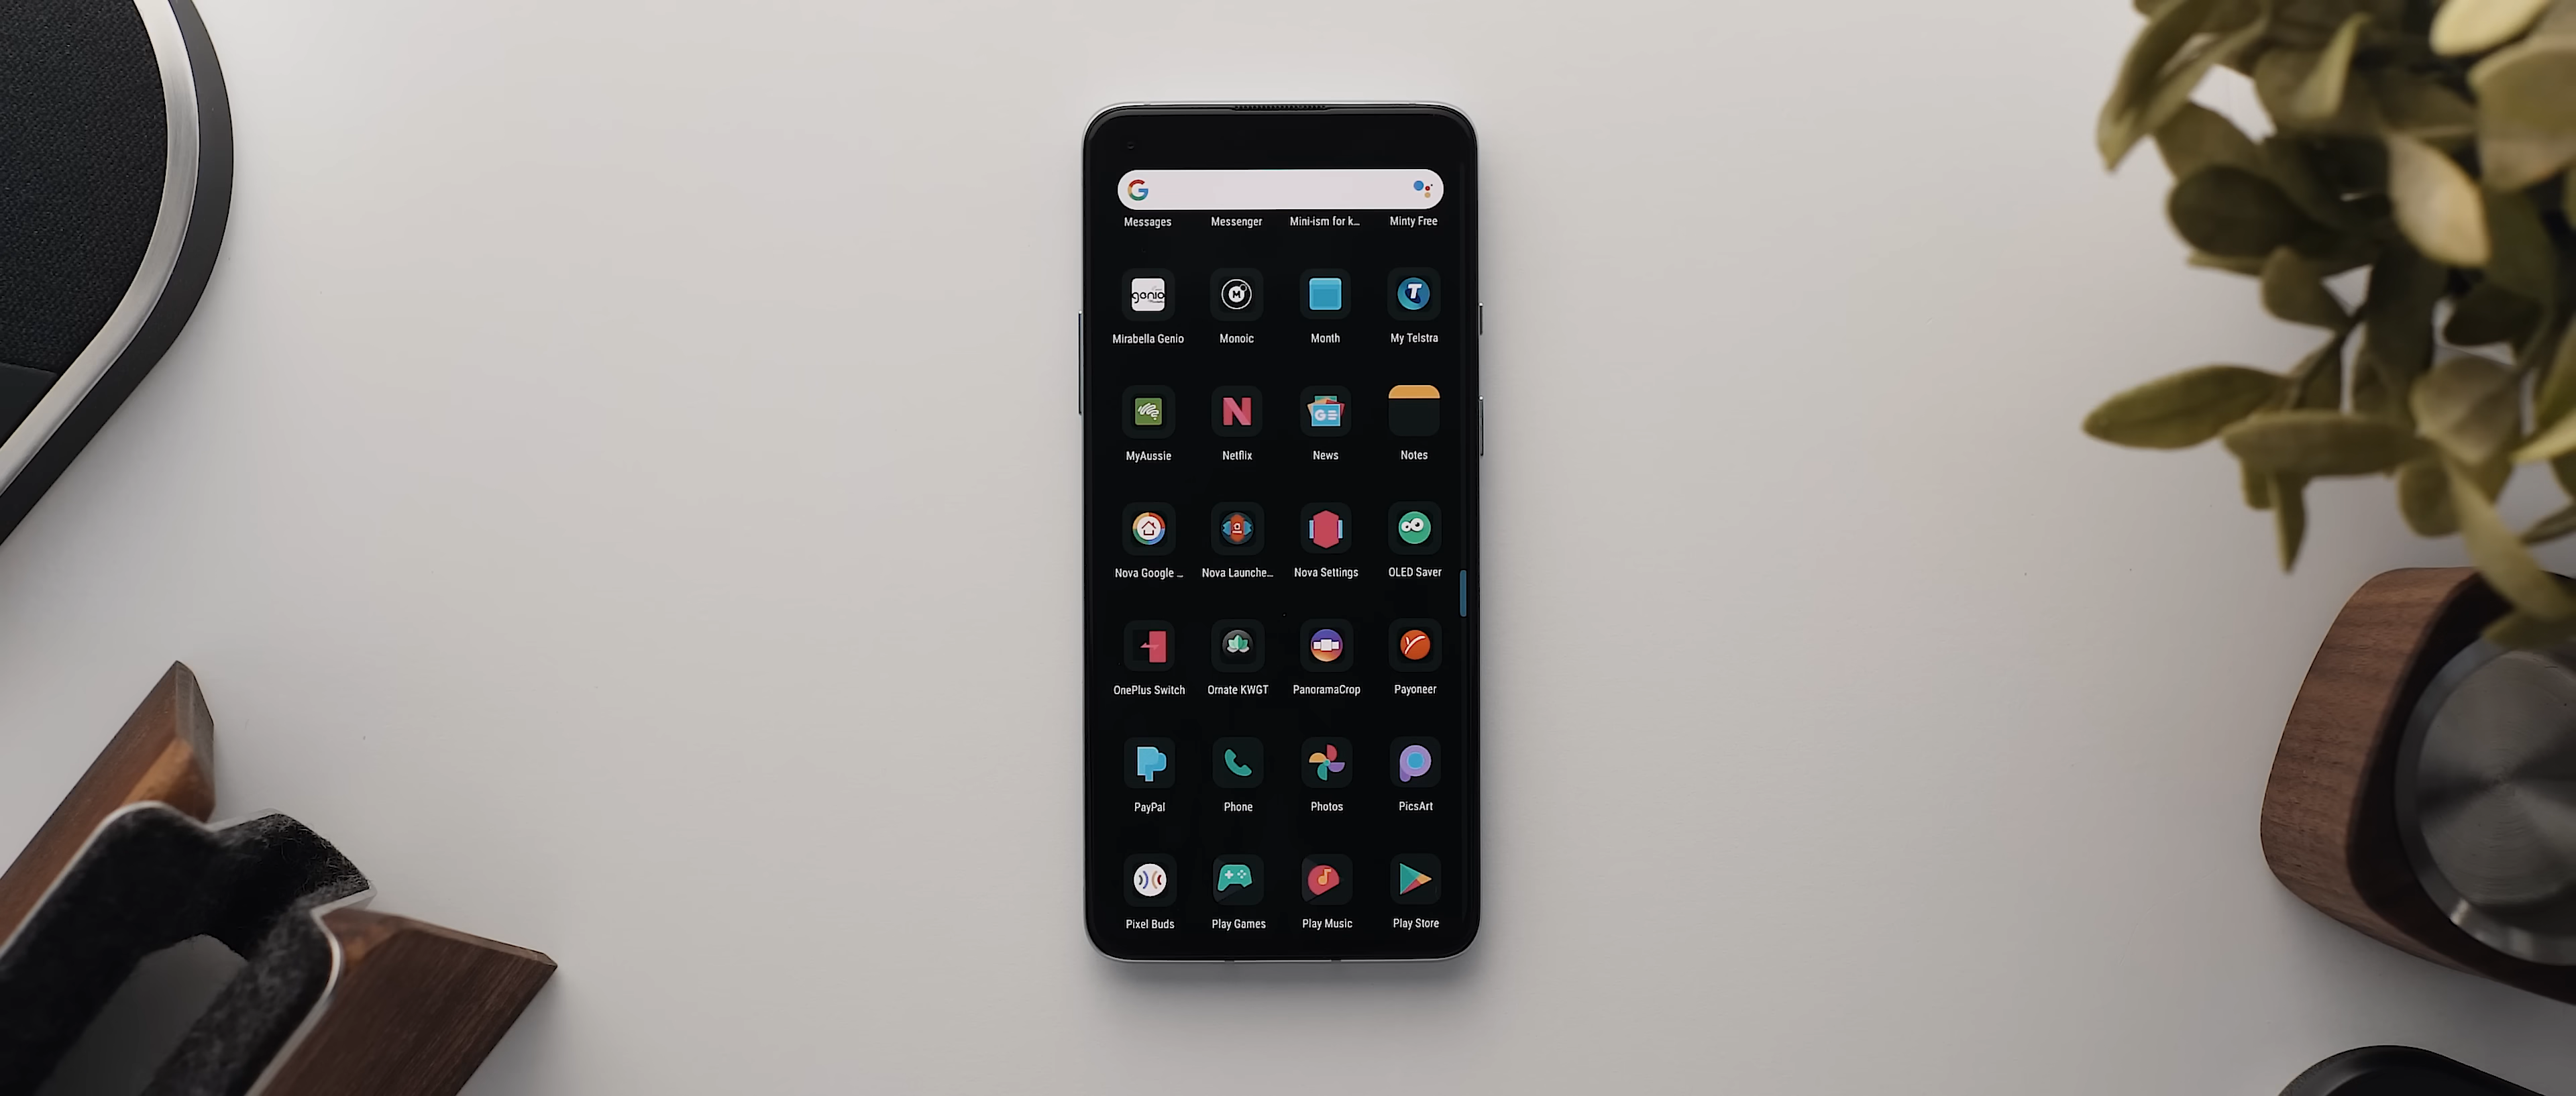 G
Messages Messenger Mini-ism for k... Minty Free
genio M T
Mirabella Genio Monoic Month My Telstra
N GE
MyAussie Netflix News Notes
Nova Google ... Nova Launche... Nova Settings OLED Saver
OnePlus Switch Ornate KWGT PanoramaCrop Payoneer
PayPal Phone Photos PicsArt
Pixel Buds Play Games Play Music Play Store